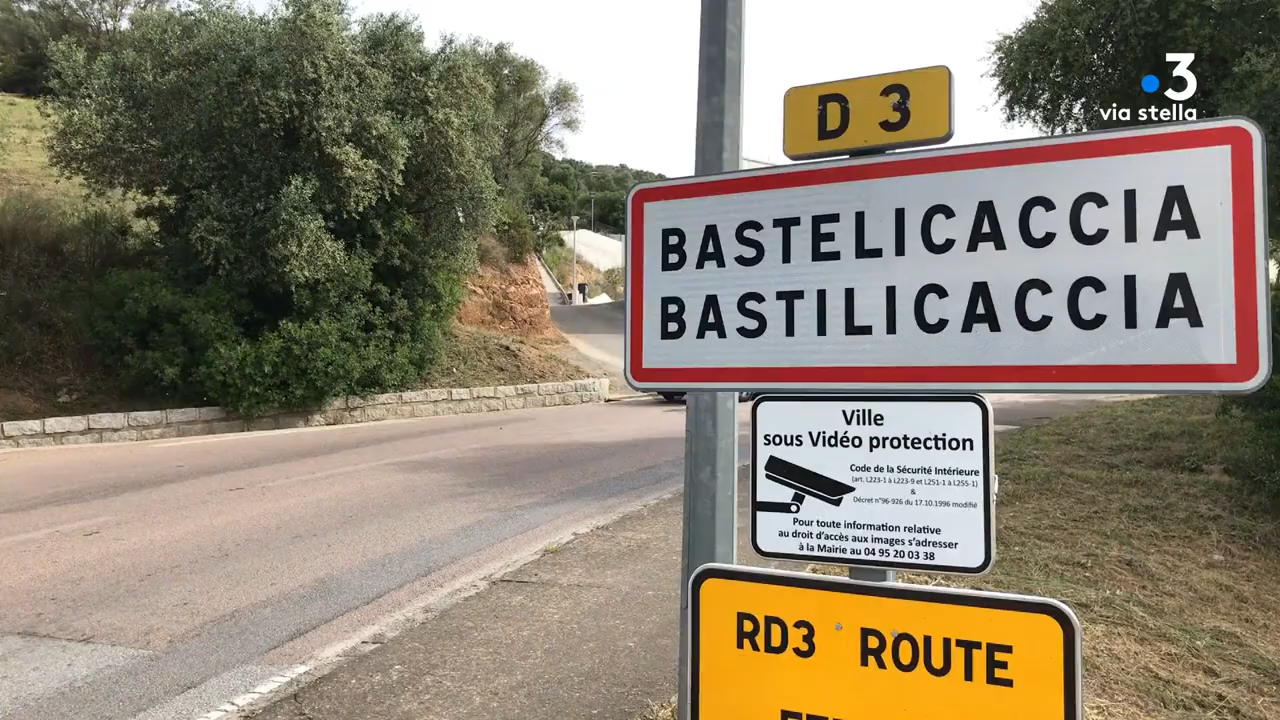 3
via stella
D 3
BASTELICACCIA
BASTILICACCIA
Ville
sous Vidéo protection
Code de la Sécurité Intérieure
(art. L223-1 à L223-9 et L251-1 à L255-1)
&
Décret n°96-926 du 17.10.1996 modifié
Pour toute information relative
au droit d'accès aux images s'adresser
à la Mairie au 04 95 20 03 38
RD3 ROUTE